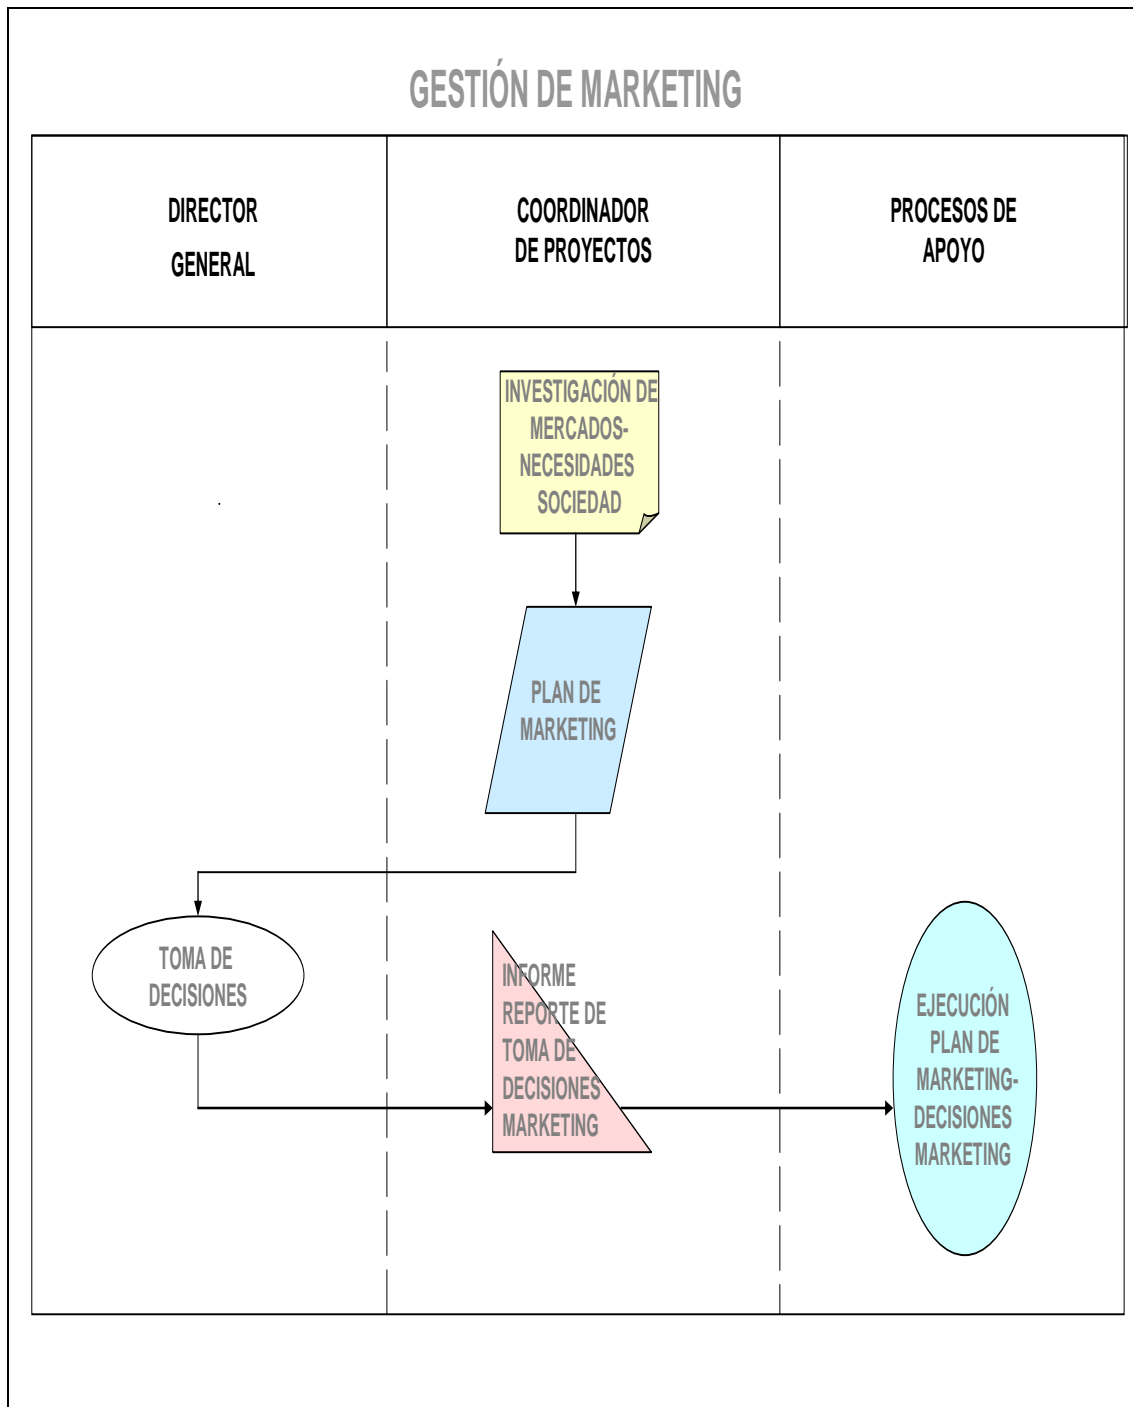 GESTIÓN DE MARKETING
DIRECTOR
GENERAL
COORDINADOR
DE PROYECTOS
PROCESOS DE
APOYO
INVESTIGACIÓN DE
MERCADOS-
NECESIDADES
SOCIEDAD
PLAN DE
MARKETING
TOMA DE
DECISIONES
INFORME
REPORTE DE
TOMA DE
DECISIONES
MARKETING
EJECUCIÓN
PLAN DE
MARKETING-
DECISIONES
MARKETING